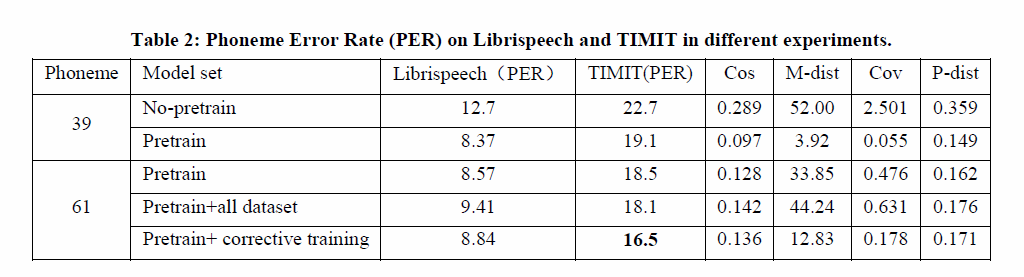 Table 2: Phoneme Error Rate (PER) on Librispeech and TIMIT in different experiments.
Phoneme Model set Librispeech（PER） TIMIT(PER) Cos M-dist Cov P-dist
39 No-pretrain 12.7 22.7 0.289 52.00 2.501 0.359
Pretrain 8.37 19.1 0.097 3.92 0.055 0.149
61 Pretrain 8.57 18.5 0.128 33.85 0.476 0.162
Pretrain+all dataset 9.41 18.1 0.142 44.24 0.631 0.176
Pretrain+ corrective training 8.84 16.5 0.136 12.83 0.178 0.171